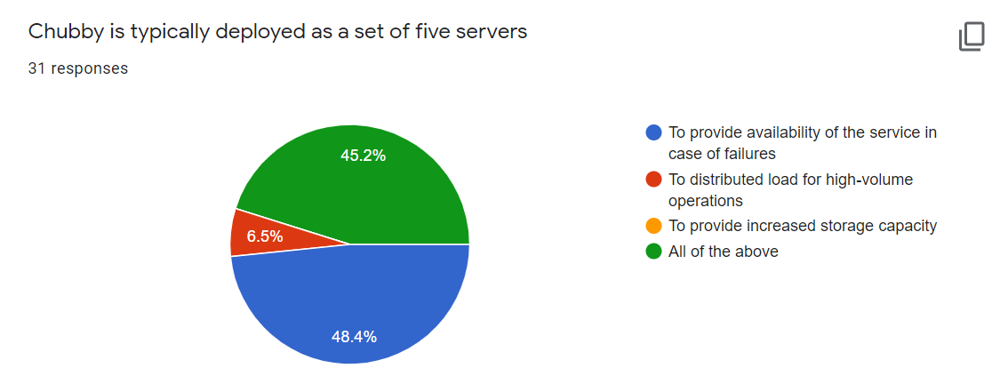 Chubby is typically deployed as a set of five servers
31 responses
45.2%
6.5%
48.4%
To provide availability of the service in
case of failures
To distributed load for high-volume
operations
To provide increased storage capacity
All of the above